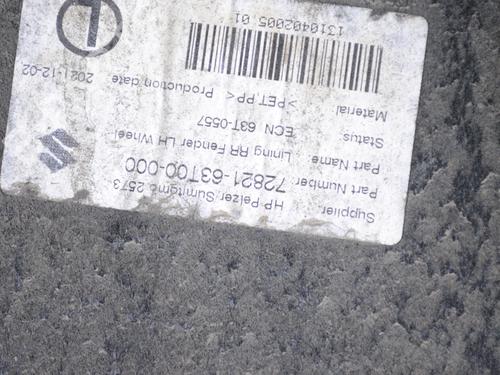 Supplier HP-Pelzer Sumitomo 2573
Part Number 72821-63T00-000
Part Name: Lining RR Fender LH Wheel
Status ECN 63T-0557
Material >PET,PP< Production date 2021-12-02
1310402005 01
L